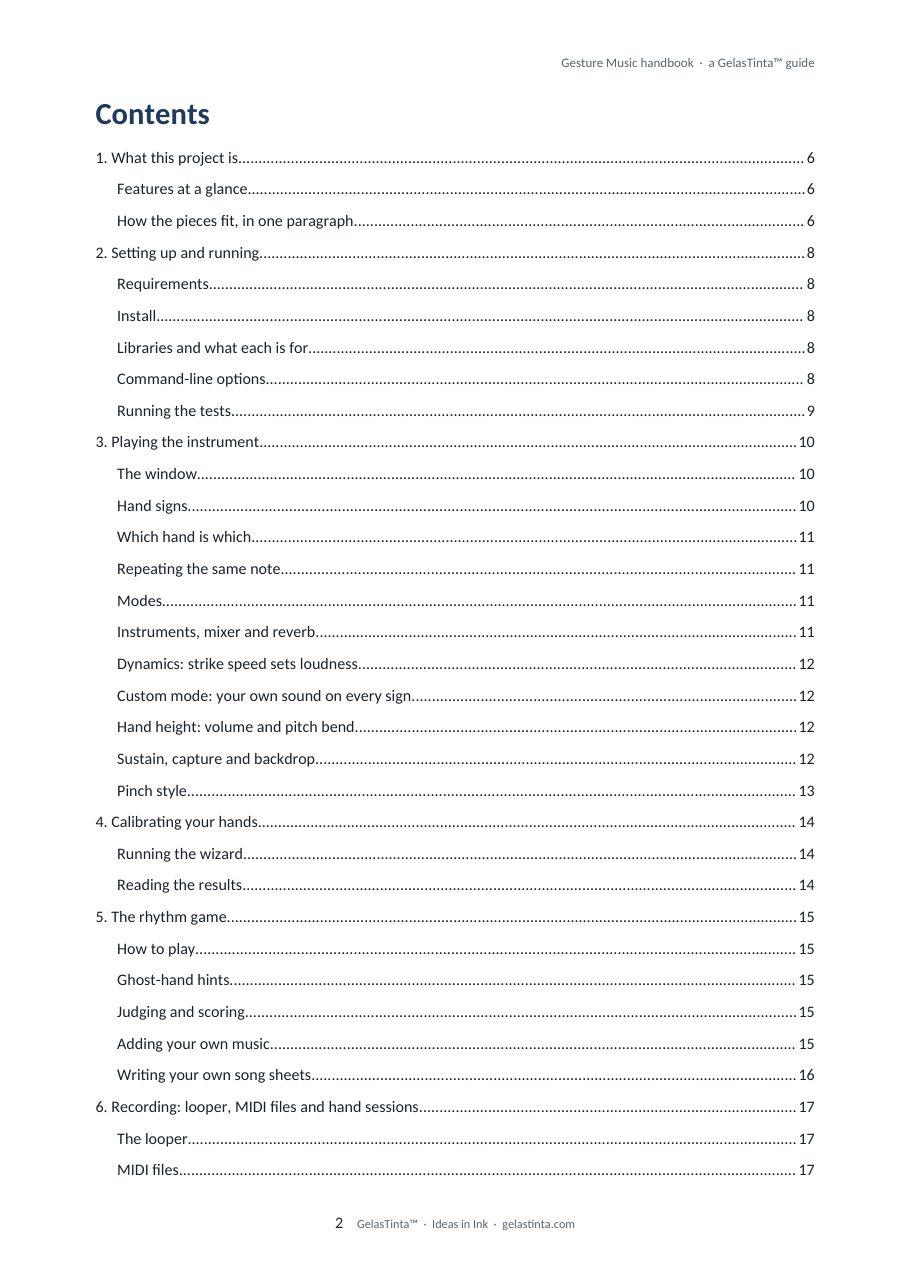 Gesture Music handbook · a GelasTinta™ guide
Contents
1. What this project is 6
Features at a glance 6
How the pieces fit, in one paragraph 6
2. Setting up and running 8
Requirements 8
Install 8
Libraries and what each is for 8
Command-line options 8
Running the tests 9
3. Playing the instrument 10
The window 10
Hand signs 10
Which hand is which 11
Repeating the same note 11
Modes 11
Instruments, mixer and reverb 11
Dynamics: strike speed sets loudness 12
Custom mode: your own sound on every sign 12
Hand height: volume and pitch bend 12
Sustain, capture and backdrop 12
Pinch style 13
4. Calibrating your hands 14
Running the wizard 14
Reading the results 14
5. The rhythm game 15
How to play 15
Ghost-hand hints 15
Judging and scoring 15
Adding your own music 15
Writing your own song sheets 16
6. Recording: looper, MIDI files and hand sessions 17
The looper 17
MIDI files 17
2 GelasTinta™ · Ideas in Ink · gelastinta.com